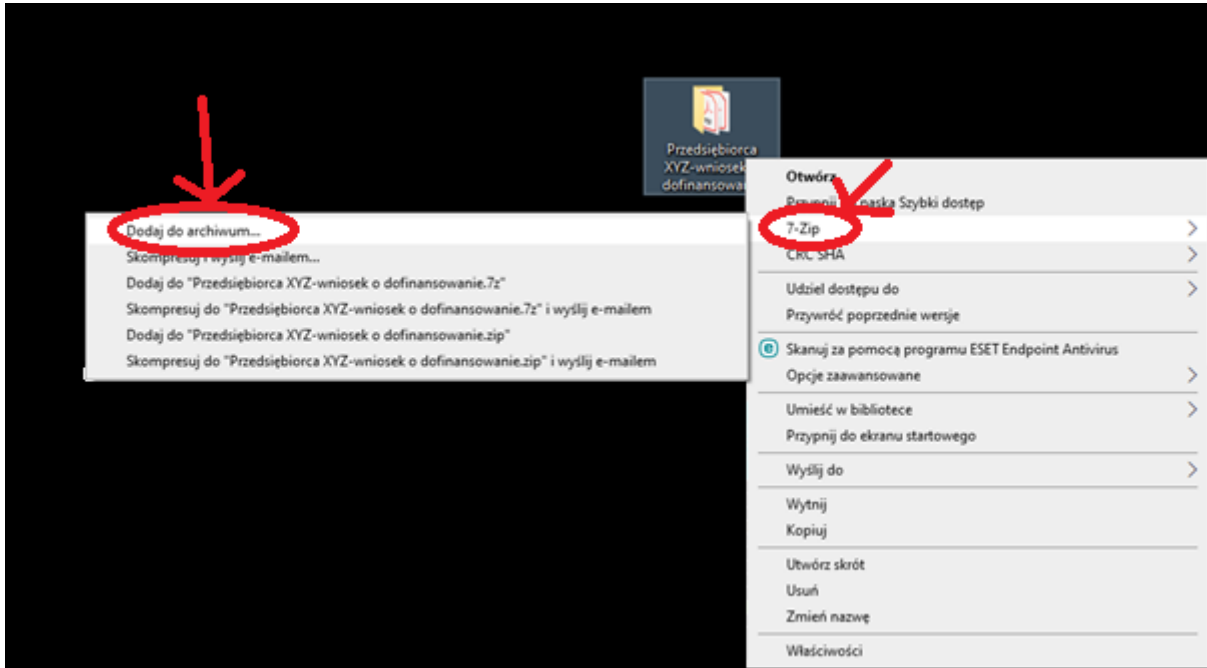 Przedsiębiorca
XYZ-wniosek
dofinansowa
Otwórz
Przypnij paska Szybki dostęp
7-Zip
CRC SHA
Udziel dostępu do
Przywróć poprzednie wersje
Skanuj za pomocą programu ESET Endpoint Antivirus
Opcje zaawansowane
Umieść w bibliotece
Przypnij do ekranu startowego
Wyślij do
Wytnij
Kopiuj
Utwórz skrót
Usuń
Zmień nazwę
Właściwości
Dodaj do archiwum...
Skompresuj i wyślij e-mailem...
Dodaj do "Przedsiębiorca XYZ-wniosek o dofinansowanie.7z"
Skompresuj do "Przedsiębiorca XYZ-wniosek o dofinansowanie.7z" i wyślij e-mailem
Dodaj do "Przedsiębiorca XYZ-wniosek o dofinansowanie.zip"
Skompresuj do "Przedsiębiorca XYZ-wniosek o dofinansowanie.zip" i wyślij e-mailem